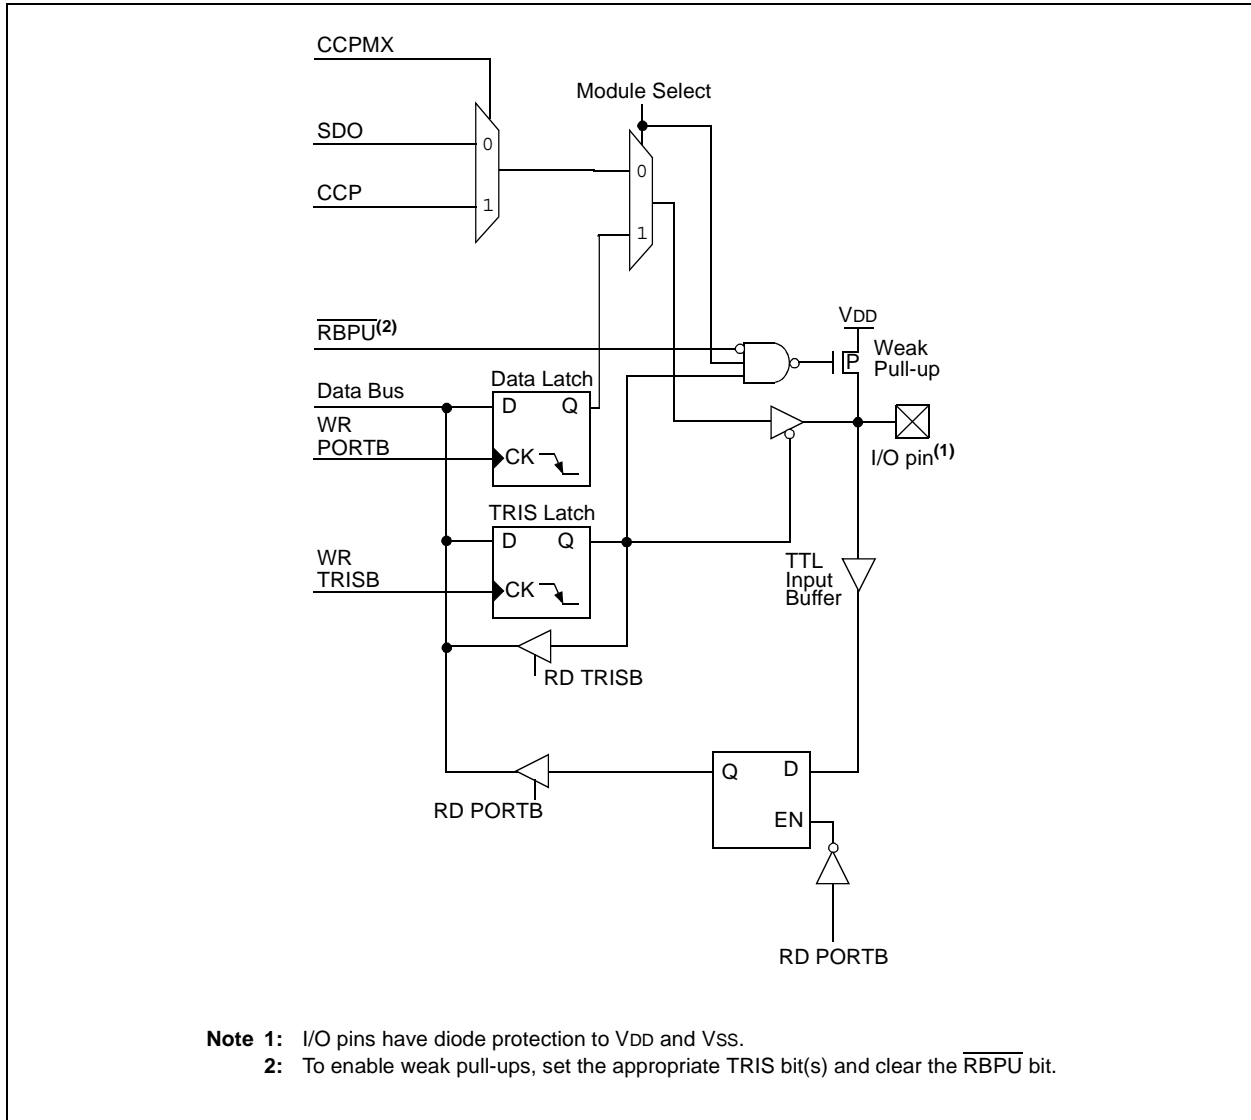 CCPMX
Module Select
SDO
0
0
CCP
1
1
VDD
RBPU(2)
Weak
Pull-up
P
Data Latch
Data Bus
D Q
WR
PORTB
CK
I/O pin(1)
TRIS Latch
D Q
WR
TRISB
CK
TTL
Input
Buffer
RD TRISB
Q D
EN
RD PORTB
RD PORTB
Note 1: I/O pins have diode protection to VDD and VSS.
2: To enable weak pull-ups, set the appropriate TRIS bit(s) and clear the RBPU bit.